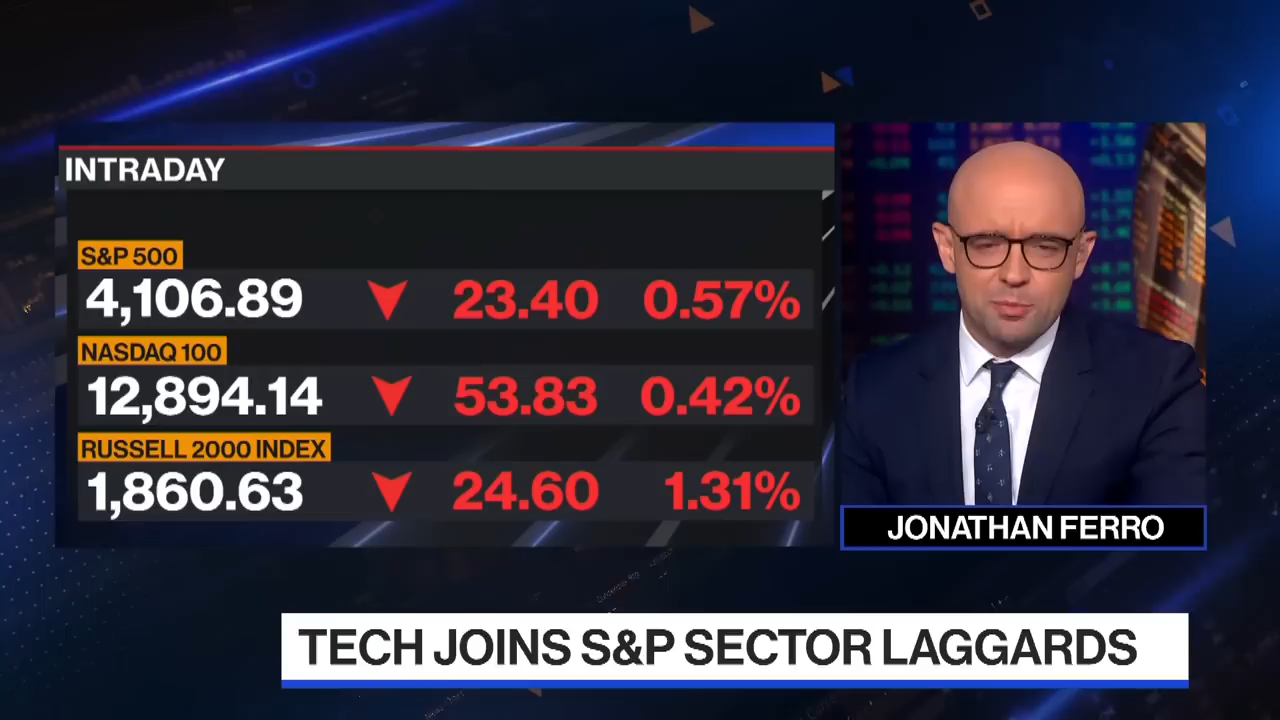 INTRADAY
S&P 500
4,106.89 23.40 0.57%
NASDAQ 100
12,894.14 53.83 0.42%
RUSSELL 2000 INDEX
1,860.63 24.60 1.31%
JONATHAN FERRO
TECH JOINS S&P SECTOR LAGGARDS